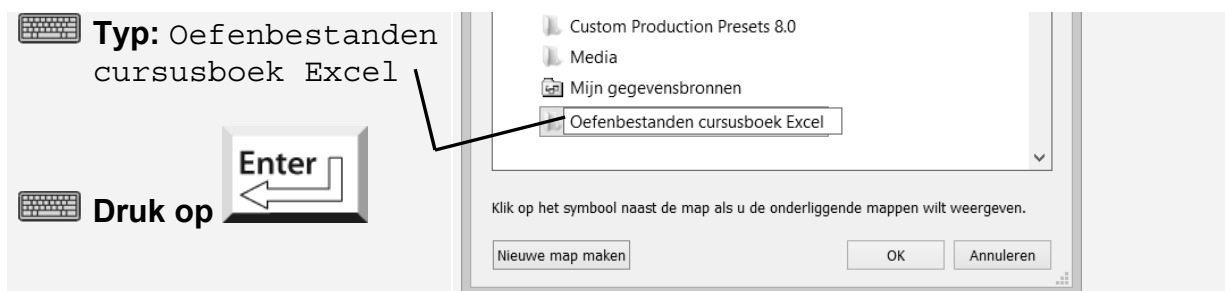 Typ: Oefenbestanden
cursusboek Excel
Enter
Druk op
Custom Production Presets 8.0
Media
Mijn gegevensbronnen
Oefenbestanden cursusboek Excel
Klik op het symbool naast de map als u de onderliggende mappen wilt weergeven.
Nieuwe map maken
OK
Annuleren